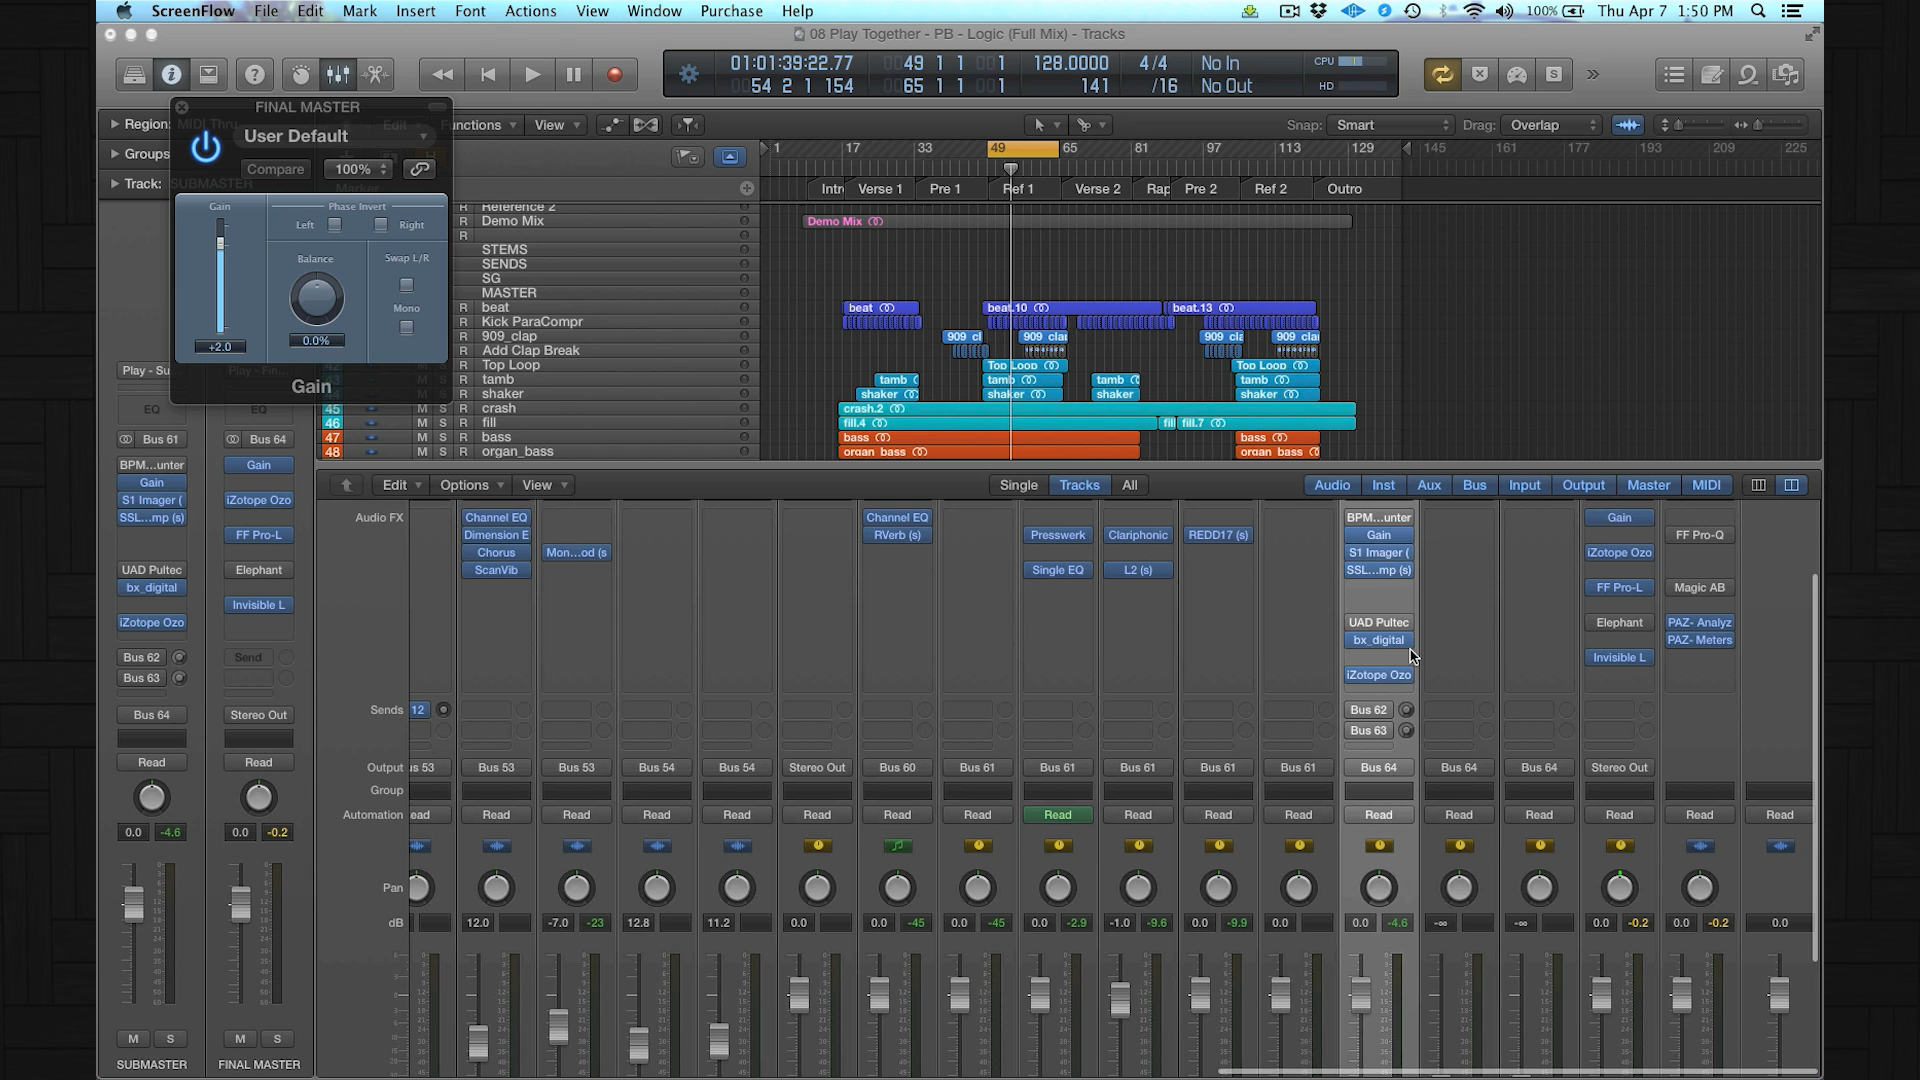 ScreenFlow File Edit Mark Insert Font Actions View Window Purchase Help 100% Thu Apr 7 1:50 PM
08 Play Together - PB - Logic (Full Mix) - Tracks
01:01:39:22.77 49 1 1 1 128.0000 4/4 No In CPU
54 2 1 154 65 1 1 1 141 /16 No Out HD
FINAL MASTER
Region: MIDI Thru Edit Functions View Snap: Smart Drag: Overlap
User Default
Groups
Compare 100%
1 17 33 49 65 81 97 113 129 145 161 177 193 209 225
Track: SUBMASTER
Marker
Intro Verse 1 Pre 1 Ref 1 Verse 2 Rap Pre 2 Ref 2 Outro
Gain Phase Invert
Left Right
Balance Swap L/R
Mono
+2.0 0.0%
Gain
R Reference 2
R Demo Mix Demo Mix
R
STEMS
SENDS
SG
MASTER
R beat beat beat.10 beat.13
R Kick ParaCompr
R 909_clap 909 cl 909 clap 909 cla 909 clap
R Add Clap Break
R Top Loop Top Loop Top Loop
R tamb tamb tamb tamb tamb
R shaker shaker shaker shaker shaker
45 M S R crash crash.2
46 M S R fill fill.4 fill fill.7
47 M S R bass bass bass
48 M S R organ_bass organ bass organ bass
Play - Su Play - Fin...
EQ EQ
Bus 61 Bus 64
BPM...unter Gain
Gain
S1 Imager ( iZotope Ozo
SSL...mp (s)
FF Pro-L
UAD Pultec Elephant
bx_digital
Invisible L
iZotope Ozo
Bus 62 Send
Bus 63
Bus 64 Stereo Out
Read Read
0.0 -4.6 0.0 -0.2
M S M S
SUBMASTER FINAL MASTER
Edit Options View Single Tracks All Audio Inst Aux Bus Input Output Master MIDI
Audio FX Channel EQ Channel EQ BPM...unter Gain
Dimension E RVerb (s) Presswerk Clariphonic REDD17 (s) Gain FF Pro-Q
Chorus Mon...od (s S1 Imager ( iZotope Ozo
ScanVib Single EQ L2 (s) SSL...mp (s)
FF Pro-L Magic AB
UAD Pultec Elephant PAZ- Analyz
bx_digital PAZ- Meters
Invisible L
iZotope Ozo
Sends 12 Bus 62
Bus 63
Output us 53 Bus 53 Bus 53 Bus 54 Bus 54 Stereo Out Bus 60 Bus 61 Bus 61 Bus 61 Bus 61 Bus 61 Bus 64 Bus 64 Bus 64 Stereo Out
Group
Automation ead Read Read Read Read Read Read Read Read Read Read Read Read Read Read Read Read Read
Pan
dB 12.0 -7.0 -23 12.8 11.2 0.0 0.0 -45 0.0 -45 0.0 -2.9 -1.0 -9.6 0.0 -9.9 0.0 0.0 -4.6 -∞ -∞ 0.0 -0.2 0.0 -0.2 0.0